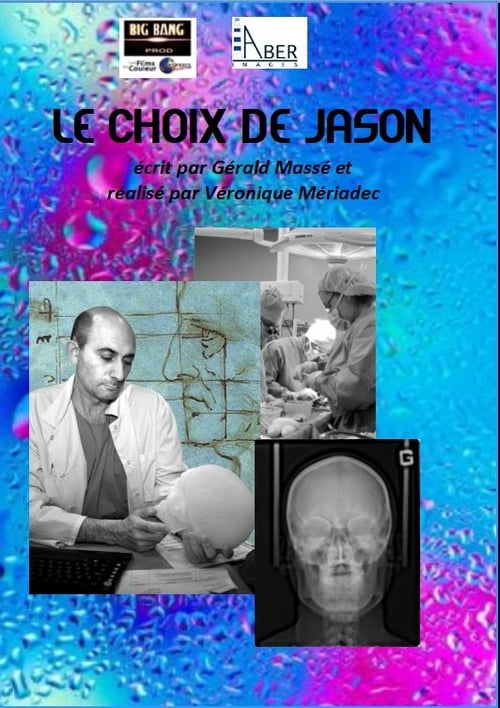 BIG BANG
PROD
Films
Couleur
ABER
IMAGES
LE CHOIX DE JASON
écrit par Gérald Massé et
réalisé par Véronique Mériadec
G